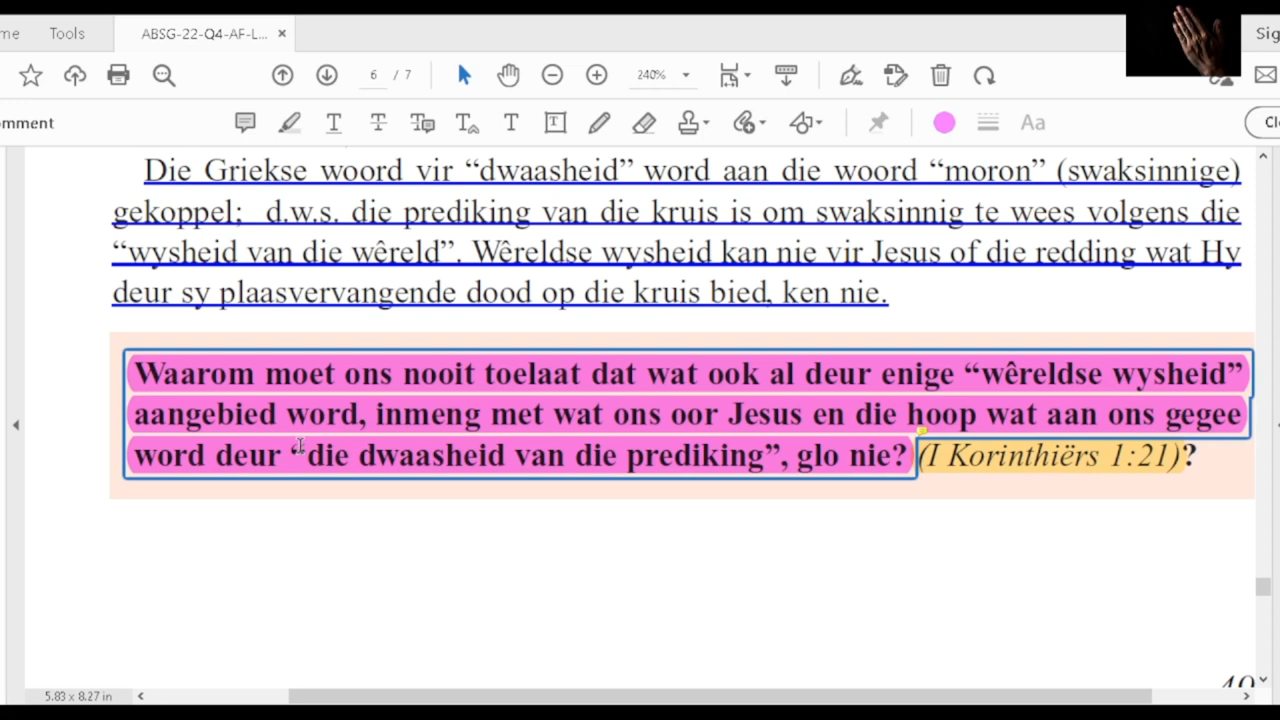 me
Tools
ABSG-22-Q4-AF-L...
Sig
6 / 7
240%
mment
Aa
Cl
Die Griekse woord vir “dwaasheid” word aan die woord “moron” (swaksinnige)
gekoppel; d.w.s. die prediking van die kruis is om swaksinnig te wees volgens die
“wysheid van die wêreld”. Wêreldse wysheid kan nie vir Jesus of die redding wat Hy
deur sy plaasvervangende dood op die kruis bied, ken nie.
Waarom moet ons nooit toelaat dat wat ook al deur enige “wêreldse wysheid”
aangebied word, inmeng met wat ons oor Jesus en die hoop wat aan ons gegee
word deur “die dwaasheid van die prediking”, glo nie? (I Korinthiërs 1:21)?
5.83 x 8.27 in